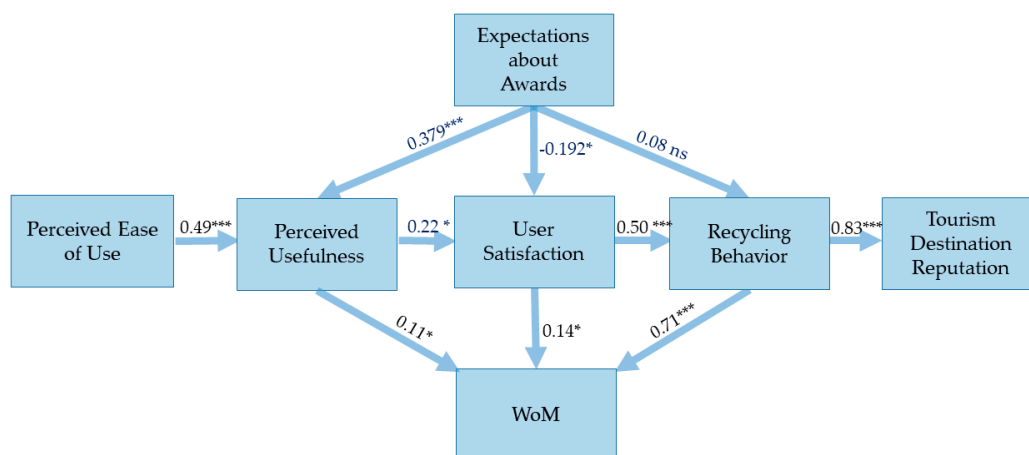 Expectations
about
Awards
0.379***
-0.192*
0.08 ns
Perceived Ease
of Use
0.49***
Perceived
Usefulness
0.22 *
User
Satisfaction
0.50 ***
Recycling
Behavior
0.83***
Tourism
Destination
Reputation
0.11*
0.14*
0.71***
WoM